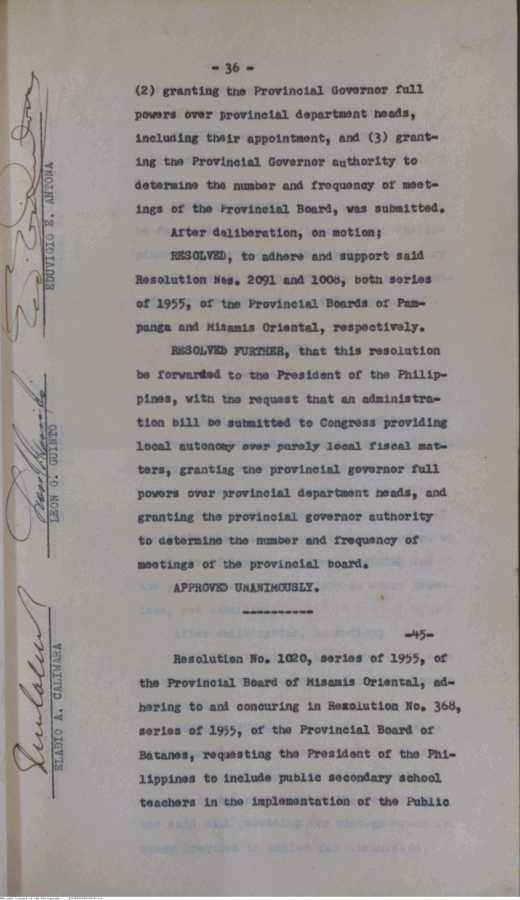 - 36 -
(2) granting the Provincial Governor full
powers over provincial department heads,
including their appointment, and (3) grant-
ing the Provincial Governor authority to
determine the number and frequency of meet-
ings of the Provincial Board, was submitted.
After deliberation, on motion;
RESOLVED, to adhere and support said
Resolution Nos. 2091 and 1006, both series
of 1955, of the Provincial Boards of Pam-
panga and Misamis Oriental, respectively.
RESOLVED FURTHER, that this resolution
be forwarded to the President of the Philip-
pines, with the request that an administra-
tion bill be submitted to Congress providing
local autonomy over purely local fiscal mat-
ters, granting the provincial governor full
powers over provincial department heads, and
granting the provincial governor authority
to determine the number and frequency of
meetings of the provincial board.
APPROVED UNANIMOUSLY.
-----------
-45-
Resolution No. 1020, series of 1955, of
the Provincial Board of Misamis Oriental, ad-
hering to and concuring in Resolution No. 368,
series of 1955, of the Provincial Board of
Batanes, requesting the President of the Phi-
lippines to include public secondary school
teachers in the implementation of the Public
EDUVIGIO E. ANTONA
LEON G. GUINTO
ELADIO A. CALIWARA